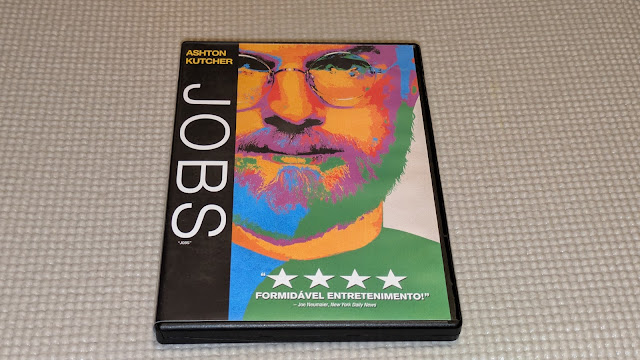 ASHTON
KUTCHER
JOBS
"JOBS"
"★★★★
FORMIDÁVEL ENTRETENIMENTO!"
— Joe Neumaier, New York Daily News